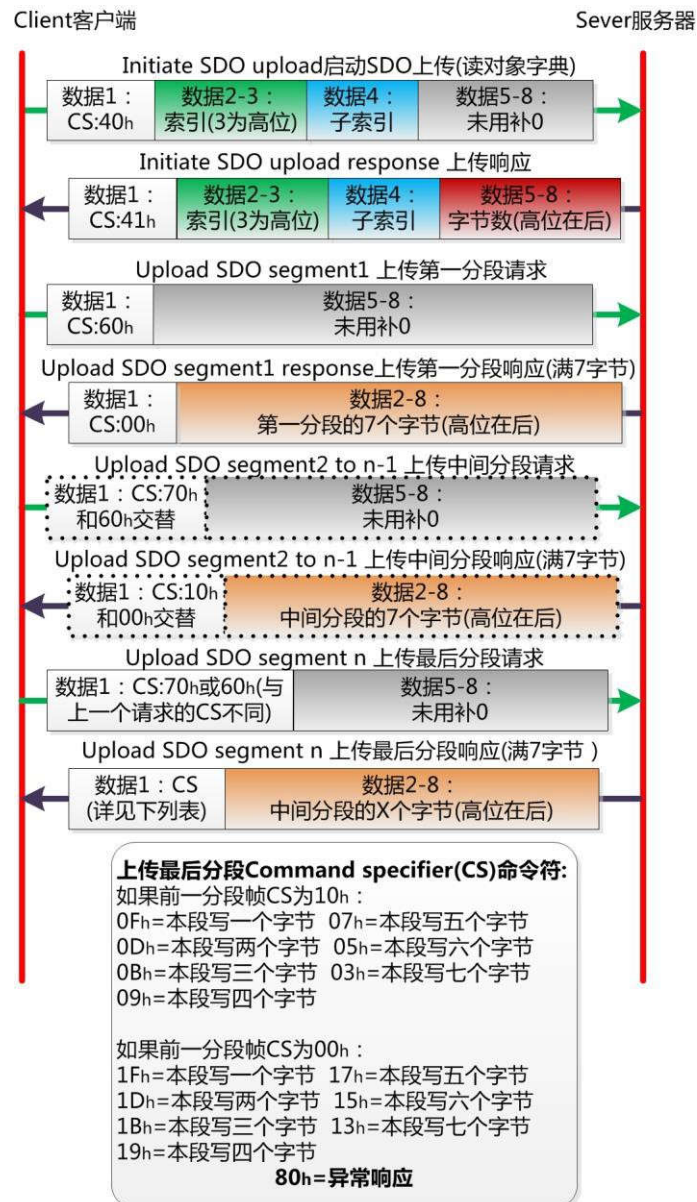 Client客户端 Sever服务器
Initiate SDO upload启动SDO上传(读对象字典)
数据1： 数据2-3： 数据4： 数据5-8：
CS:40h 索引(3为高位) 子索引 未用补0
Initiate SDO upload response 上传响应
数据1： 数据2-3： 数据4： 数据5-8：
CS:41h 索引(3为高位) 子索引 字节数(高位在后)
Upload SDO segment1 上传第一分段请求
数据1： 数据5-8：
CS:60h 未用补0
Upload SDO segment1 response上传第一分段响应(满7字节)
数据1： 数据2-8：
CS:00h 第一分段的7个字节(高位在后)
Upload SDO segment2 to n-1 上传中间分段请求
数据1：CS:70h 数据5-8：
和60h交替 未用补0
Upload SDO segment2 to n-1 上传中间分段响应(满7字节)
数据1：CS:10h 数据2-8：
和00h交替 中间分段的7个字节(高位在后)
Upload SDO segment n 上传最后分段请求
数据1：CS:70h或60h(与 数据5-8：
上一个请求的CS不同) 未用补0
Upload SDO segment n 上传最后分段响应(满7字节 )
数据1：CS 数据2-8：
(详见下列表) 中间分段的X个字节(高位在后)
上传最后分段Command specifier(CS)命令符:
如果前一分段帧CS为10h：
0Fh=本段写一个字节 07h=本段写五个字节
0Dh=本段写两个字节 05h=本段写六个字节
0Bh=本段写三个字节 03h=本段写七个字节
09h=本段写四个字节
如果前一分段帧CS为00h：
1Fh=本段写一个字节 17h=本段写五个字节
1Dh=本段写两个字节 15h=本段写六个字节
1Bh=本段写三个字节 13h=本段写七个字节
19h=本段写四个字节
80h=异常响应